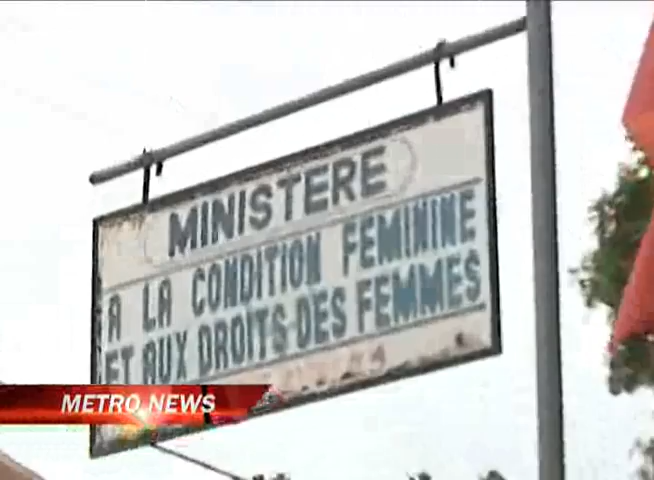 MINISTERE
A LA CONDITION FEMININE
ET AUX DROITS DES FEMMES
METRO NEWS